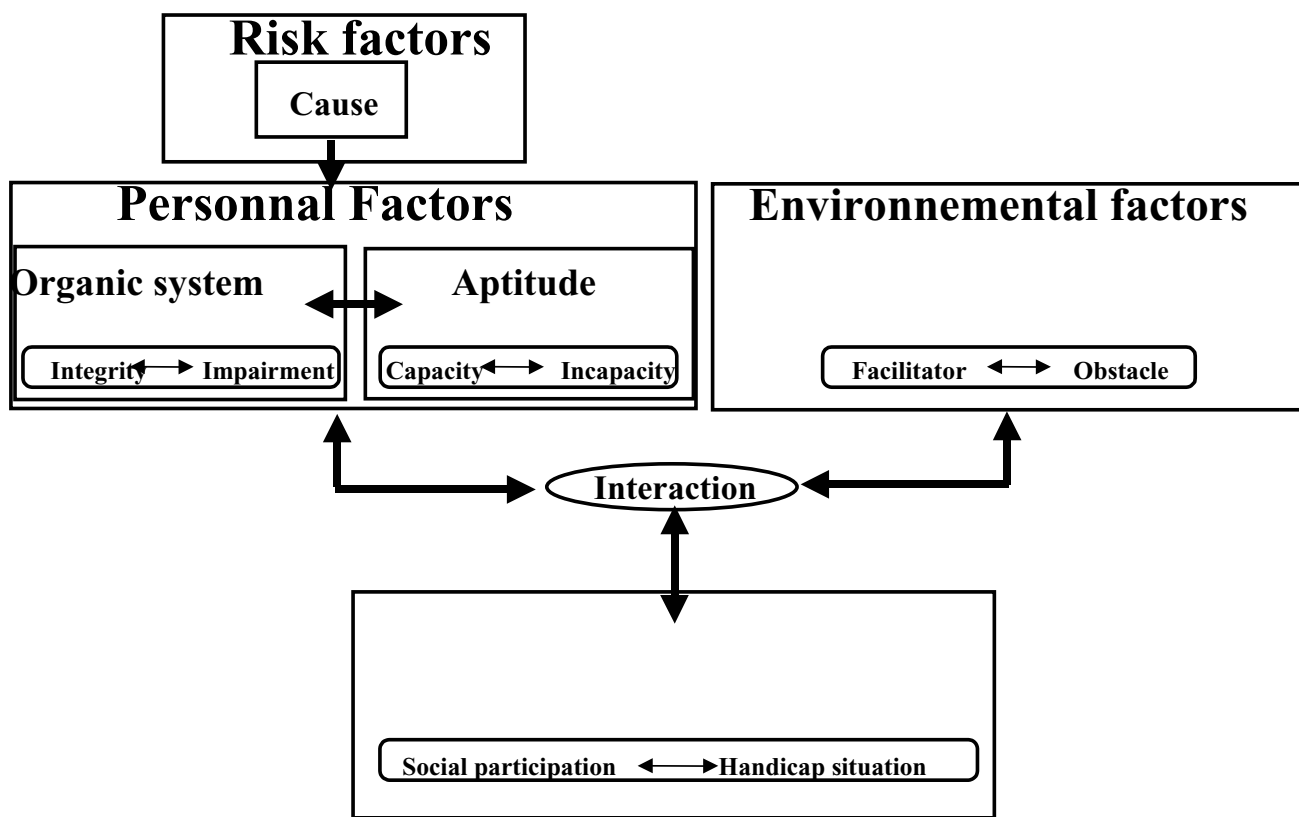 Risk factors
Cause
Personnal Factors
Environnemental factors
Organic system
Aptitude
Integrity Impairment
Capacity Incapacity
Facilitator Obstacle
Interaction
Social participation Handicap situation